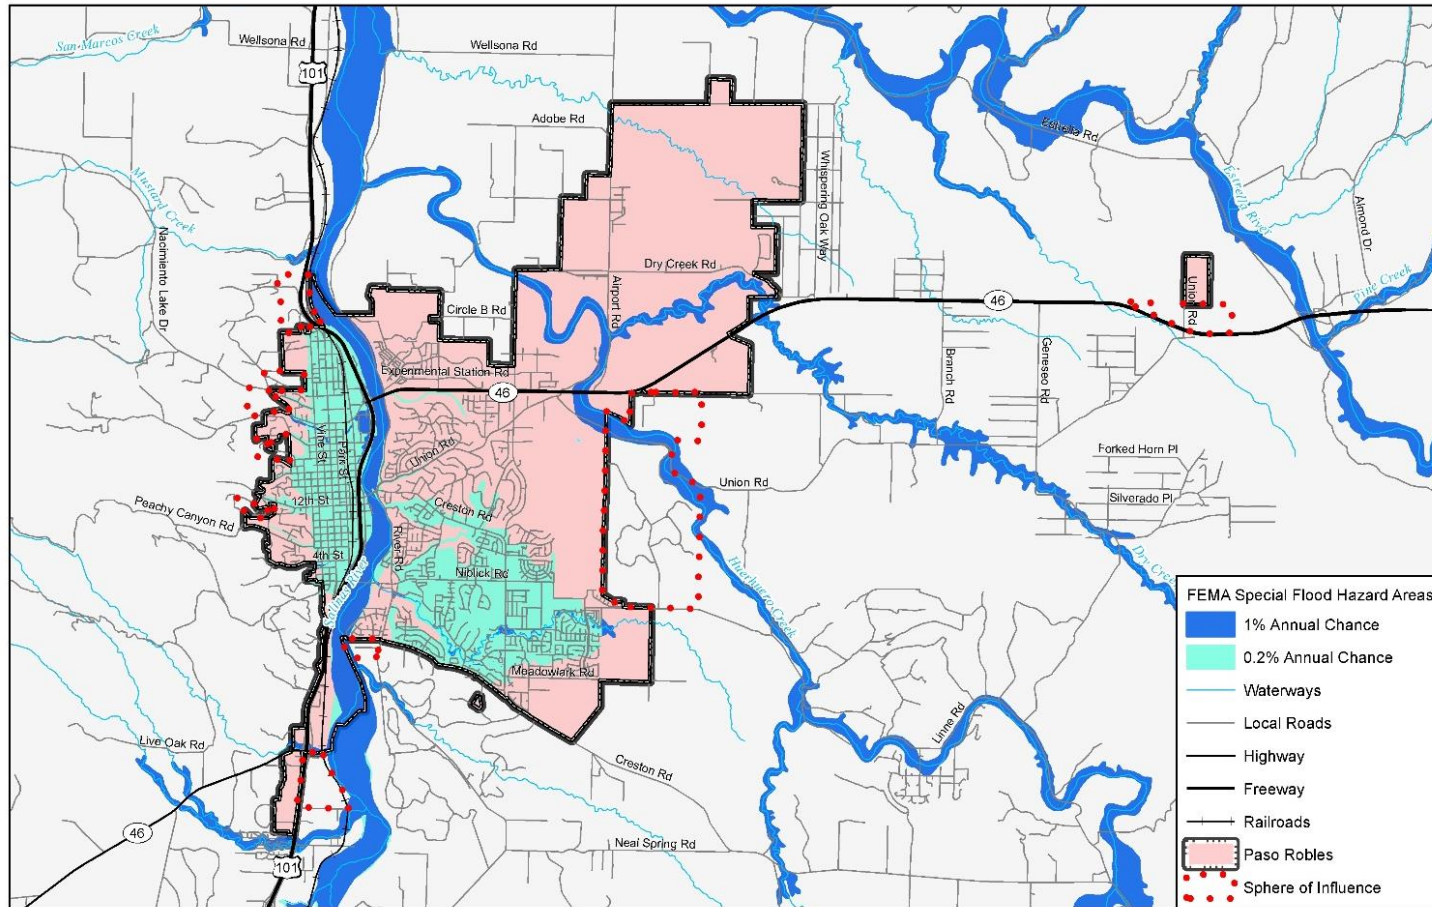 San Marcos Creek
Wellsona Rd
101
Wellsona Rd
Adobe Rd
Estrella Rd
Mustard Creek
Nacimiento Lake Dr
Whispering Oak Way
Estrella River
Almond Dr
Pine Creek
Dry Creek Rd
Airport Rd
Circle B Rd
Union Rd
46
Experimental Station Rd
46
Branch Rd
Geneseo Rd
Vine St
Park St
Union Rd
Forked Horn Pl
12th St
Creston Rd
Union Rd
Silverado Pl
Peachy Canyon Rd
4th St
River Rd
Niblick Rd
Salinas River
Huerhuero Creek
Dry Creek
Meadowlark Rd
Live Oak Rd
Linne Rd
Creston Rd
46
Neal Spring Rd
101
FEMA Special Flood Hazard Areas
1% Annual Chance
0.2% Annual Chance
Waterways
Local Roads
Highway
Freeway
Railroads
Paso Robles
Sphere of Influence